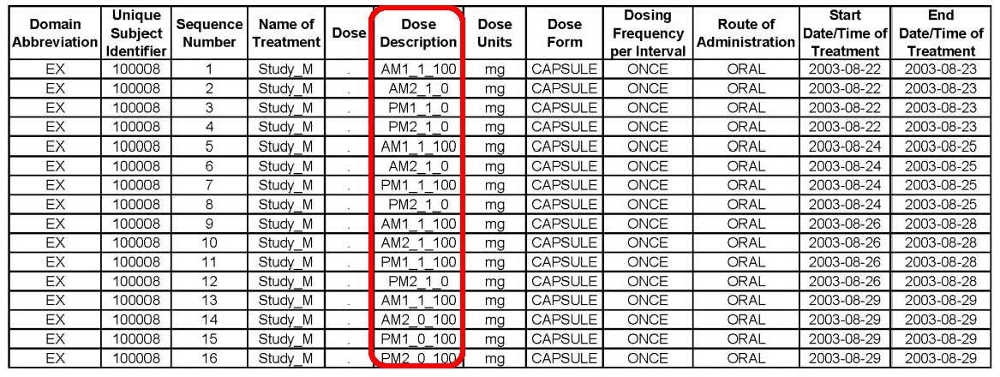 Domain Abbreviation Unique Subject Identifier Sequence Number Name of Treatment Dose Dose Description Dose Units Dose Form Dosing Frequency per Interval Route of Administration Start Date/Time of Treatment End Date/Time of Treatment
EX 100008 1 Study_M . AM1_1_100 mg CAPSULE ONCE ORAL 2003-08-22 2003-08-23
EX 100008 2 Study_M . AM2_1_0 mg CAPSULE ONCE ORAL 2003-08-22 2003-08-23
EX 100008 3 Study_M . PM1_1_0 mg CAPSULE ONCE ORAL 2003-08-22 2003-08-23
EX 100008 4 Study_M . PM2_1_0 mg CAPSULE ONCE ORAL 2003-08-22 2003-08-23
EX 100008 5 Study_M . AM1_1_100 mg CAPSULE ONCE ORAL 2003-08-24 2003-08-25
EX 100008 6 Study_M . AM2_1_0 mg CAPSULE ONCE ORAL 2003-08-24 2003-08-25
EX 100008 7 Study_M . PM1_1_100 mg CAPSULE ONCE ORAL 2003-08-24 2003-08-25
EX 100008 8 Study_M . PM2_1_0 mg CAPSULE ONCE ORAL 2003-08-24 2003-08-25
EX 100008 9 Study_M . AM1_1_100 mg CAPSULE ONCE ORAL 2003-08-26 2003-08-28
EX 100008 10 Study_M . AM2_1_100 mg CAPSULE ONCE ORAL 2003-08-26 2003-08-28
EX 100008 11 Study_M . PM1_1_100 mg CAPSULE ONCE ORAL 2003-08-26 2003-08-28
EX 100008 12 Study_M . PM2_1_0 mg CAPSULE ONCE ORAL 2003-08-26 2003-08-28
EX 100008 13 Study_M . AM1_1_100 mg CAPSULE ONCE ORAL 2003-08-29 2003-08-29
EX 100008 14 Study_M . AM2_0_100 mg CAPSULE ONCE ORAL 2003-08-29 2003-08-29
EX 100008 15 Study_M . PM1_0_100 mg CAPSULE ONCE ORAL 2003-08-29 2003-08-29
EX 100008 16 Study_M . PM2_0_100 mg CAPSULE ONCE ORAL 2003-08-29 2003-08-29